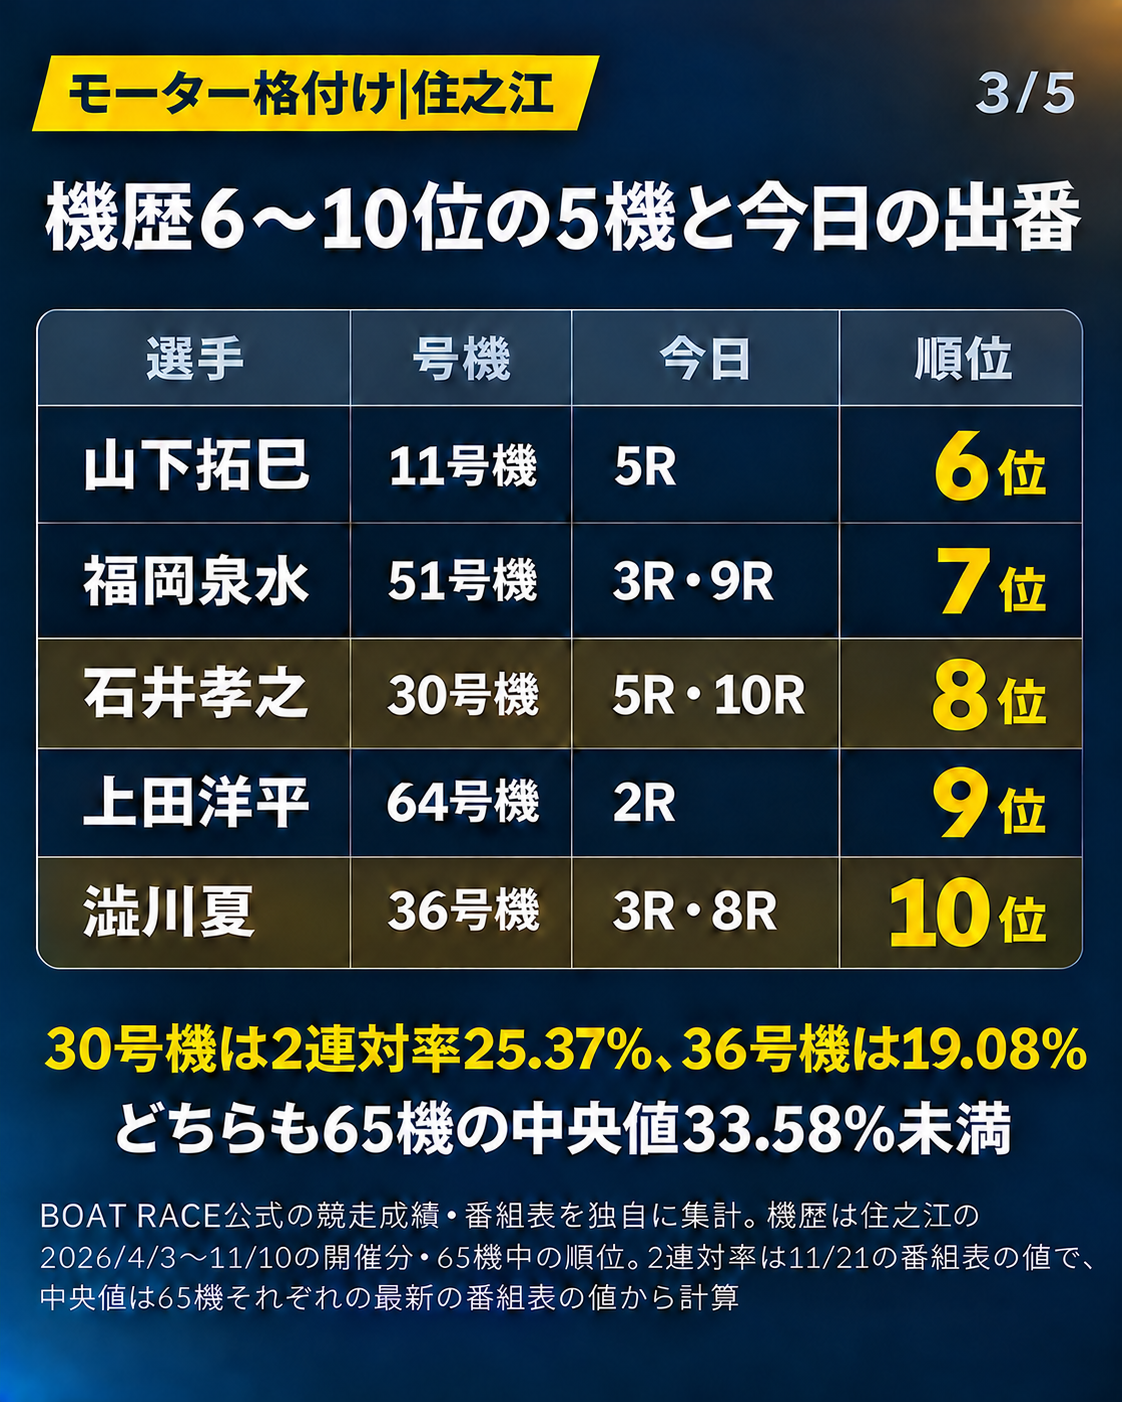 モーター格付け|住之江
3/5
機歴6〜10位の5機と今日の出番
選手 号機 今日 順位
山下拓巳 11号機 5R 6位
福岡泉水 51号機 3R・9R 7位
石井孝之 30号機 5R・10R 8位
上田洋平 64号機 2R 9位
澁川夏 36号機 3R・8R 10位
30号機は2連対率25.37%、36号機は19.08%
どちらも65機の中央値33.58%未満
BOAT RACE公式の競走成績・番組表を独自に集計。機歴は住之江の
2026/4/3〜11/10の開催分・65機中の順位。2連対率は11/21の番組表の値で、
中央値は65機それぞれの最新の番組表の値から計算